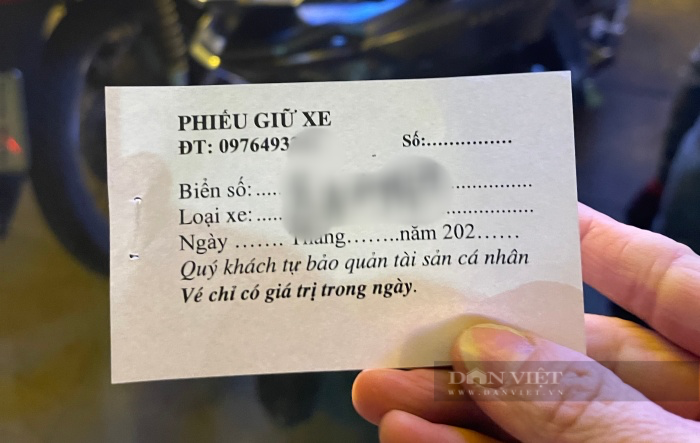 PHIẾU GIỮ XE
ĐT: 0976493
Số:...............
Biển số:.... ..............
Loại xe:..... ................
Ngày ....... Tháng........năm 202......
Quý khách tự bảo quản tài sản cá nhân
Vé chỉ có giá trị trong ngày.
DÂN VIỆT
WWW.DANVIET.VN